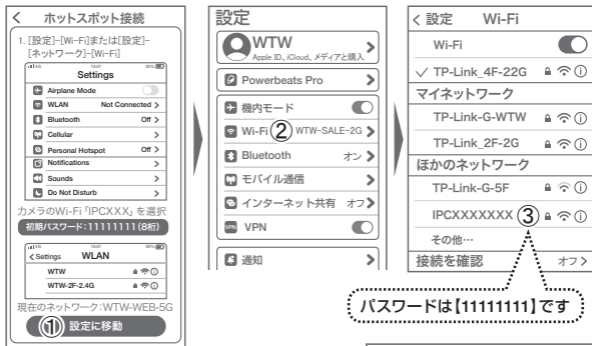 ホットスポット接続
1. [設定]-[Wi-Fi]または[設定]-
[ネットワーク]-[Wi-Fi]
Settings
Airplane Mode
WLAN Not Connected
Bluetooth Off
Cellular
Personal Hotspot Off
Notifications
Sounds
Do Not Disturb
カメラのWi-Fi「IPCXXX」を選択
初期パスワード：11111111(8桁)
Settings WLAN
WTW
WTW-2F-2.4G
現在のネットワーク：WTW-WEB-5G
① 設定に移動
設定
WTW
Apple ID、iCloud、メディアと購入
Powerbeats Pro
機内モード
Wi-Fi ② WTW-SALE-2G
Bluetooth オン
モバイル通信
インターネット共有 オフ
VPN VPN
通知
設定 Wi-Fi
Wi-Fi
TP-Link_4F-22G
マイネットワーク
TP-Link-G-WTW
TP-Link_2F-2G
ほかのネットワーク
TP-Link-G-5F
IPCXXXXXXX ③
その他…
接続を確認 オフ
パスワードは【11111111】です